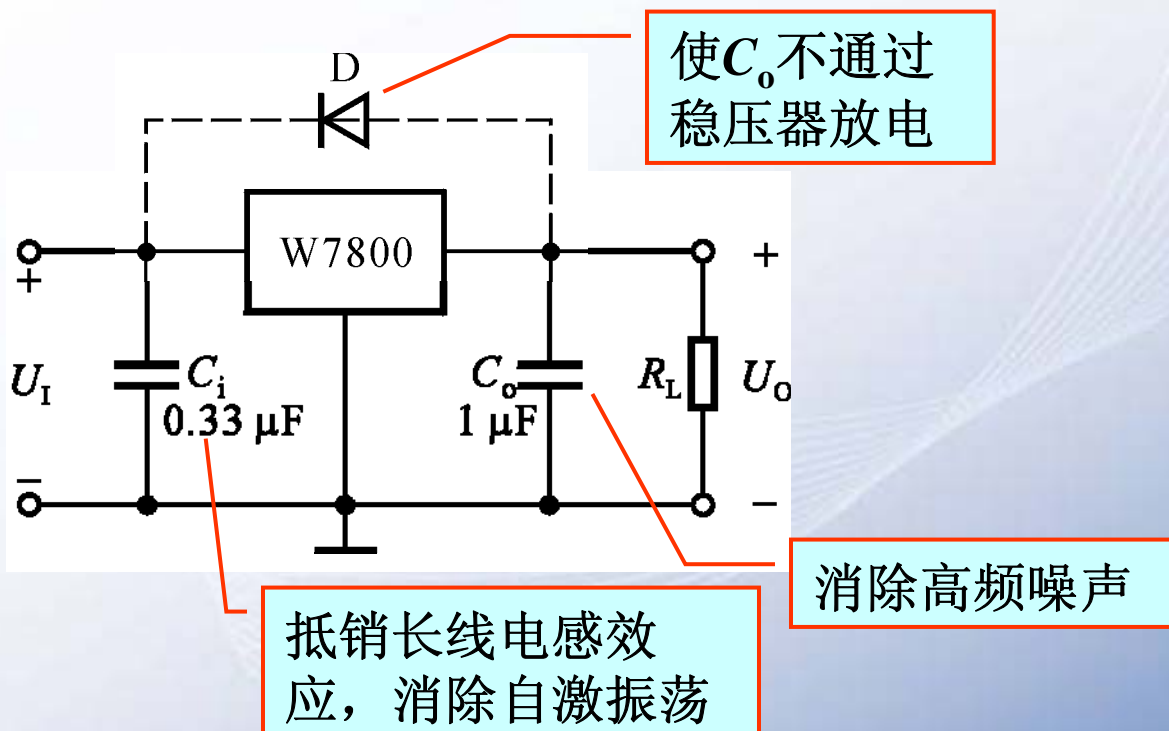 使Co不通过
稳压器放电
D
W7800
+
+
UI
Ci
0.33 μF
Co
1 μF
RL
UO
−
−
消除高频噪声
抵销长线电感效
应，消除自激振荡